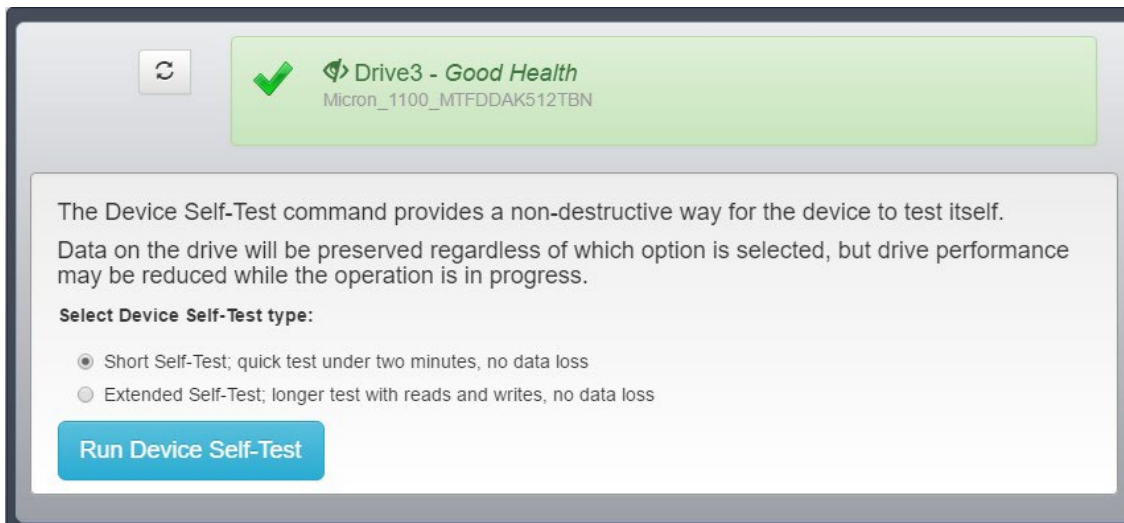 Drive3 - Good Health
Micron_1100_MTFDDAK512TBN
The Device Self-Test command provides a non-destructive way for the device to test itself.
Data on the drive will be preserved regardless of which option is selected, but drive performance
may be reduced while the operation is in progress.
Select Device Self-Test type:
Short Self-Test; quick test under two minutes, no data loss
Extended Self-Test; longer test with reads and writes, no data loss
Run Device Self-Test